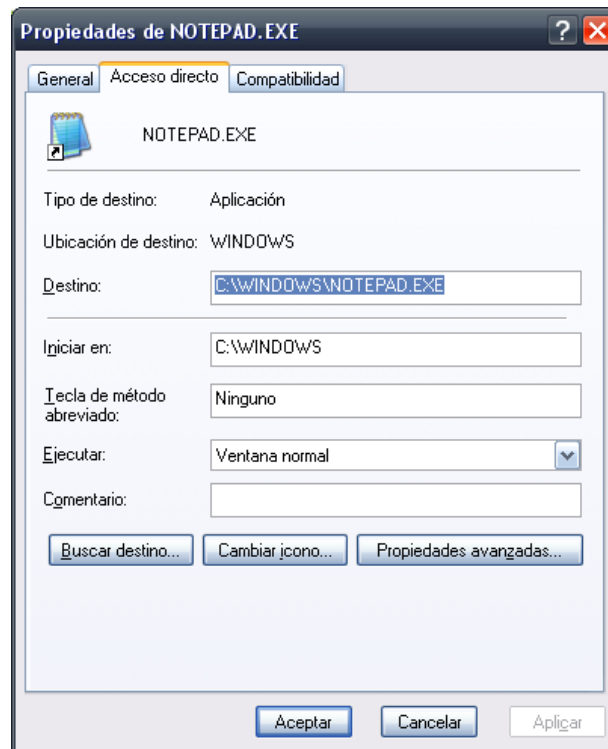 Propiedades de NOTEPAD.EXE
General Acceso directo Compatibilidad
NOTEPAD.EXE
Tipo de destino: Aplicación
Ubicación de destino: WINDOWS
Destino: C:\WINDOWS\NOTEPAD.EXE
Iniciar en: C:\WINDOWS
Tecla de método
abreviado: Ninguno
Ejecutar: Ventana normal
Comentario:
Buscar destino... Cambiar icono... Propiedades avanzadas...
Aceptar Cancelar Aplicar